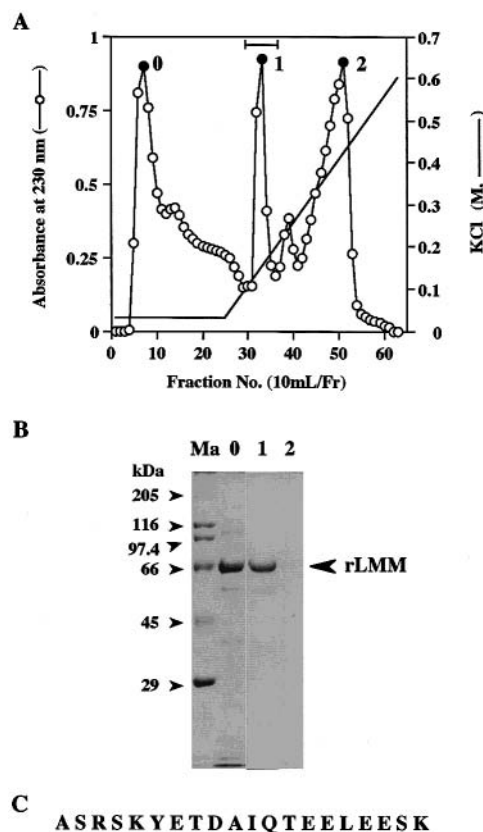 A
0
1
2
1
0.75
0.5
0.25
0
0.7
0.6
0.5
0.4
0.3
0.2
0.1
0
0 10 20 30 40 50 60
Absorbance at 230 nm (—o—)
KCl (M, ——)
Fraction No. (10mL/Fr)
B
Ma 0 1 2
kDa
205
116
97.4
66
rLMM
45
29
C A S R S K Y E T D A I Q T E E L E E S K